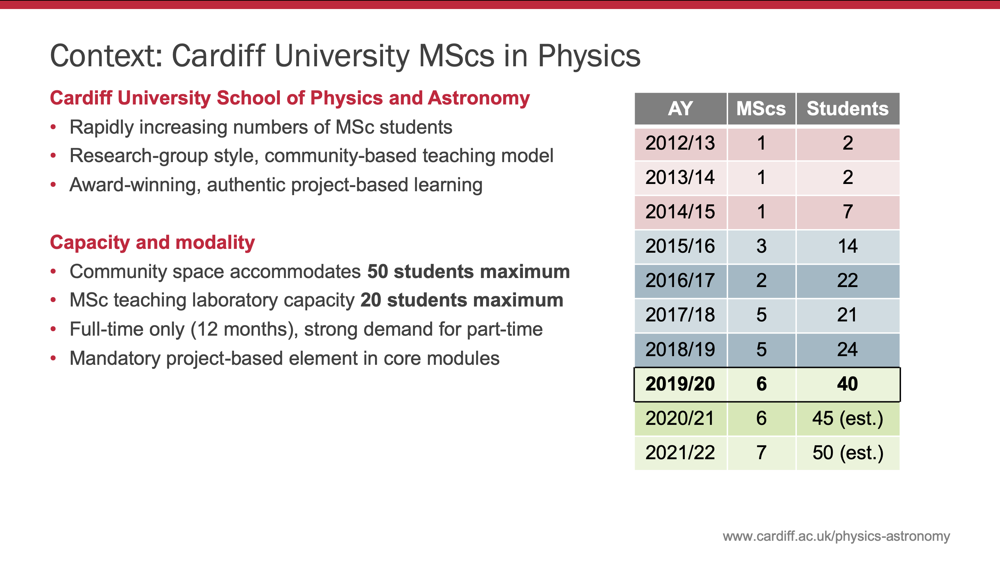 Context: Cardiff University MScs in Physics
Cardiff University School of Physics and Astronomy
• Rapidly increasing numbers of MSc students
• Research-group style, community-based teaching model
• Award-winning, authentic project-based learning
Capacity and modality
• Community space accommodates 50 students maximum
• MSc teaching laboratory capacity 20 students maximum
• Full-time only (12 months), strong demand for part-time
• Mandatory project-based element in core modules
AY MScs Students
2012/13 1 2
2013/14 1 2
2014/15 1 7
2015/16 3 14
2016/17 2 22
2017/18 5 21
2018/19 5 24
2019/20 6 40
2020/21 6 45 (est.)
2021/22 7 50 (est.)
www.cardiff.ac.uk/physics-astronomy